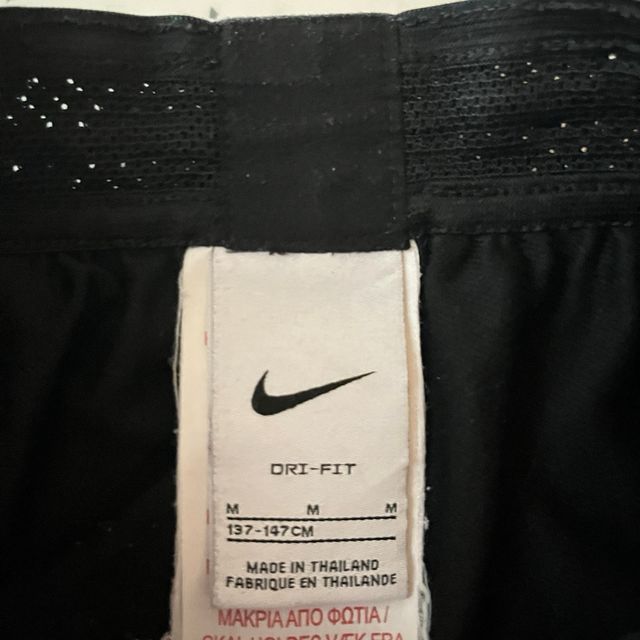 DRI-FIT
M M M
137-147CM
MADE IN THAILAND
FABRIQUE EN THAILANDE
ΜΑΚΡΙΑ ΑΠΟ ΦΩΤΙΑ /